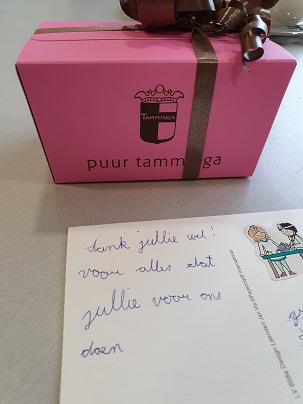 TAMMINGA
puur tamminga
dank jullie wel!
voor alles dat
jullie voor ons
doen